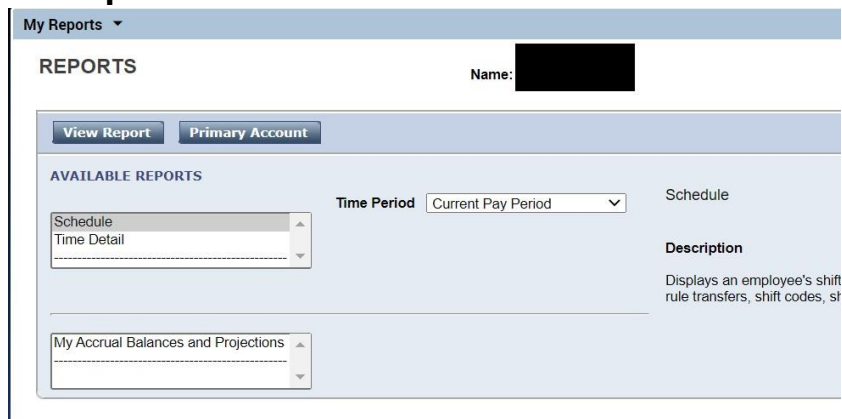 My Reports
REPORTS
Name:
View Report Primary Account
AVAILABLE REPORTS
Time Period Current Pay Period
Schedule
Time Detail
----------------------------------------------------
Schedule
Description
Displays an employee's shift
rule transfers, shift codes, sh
My Accrual Balances and Projections
----------------------------------------------------